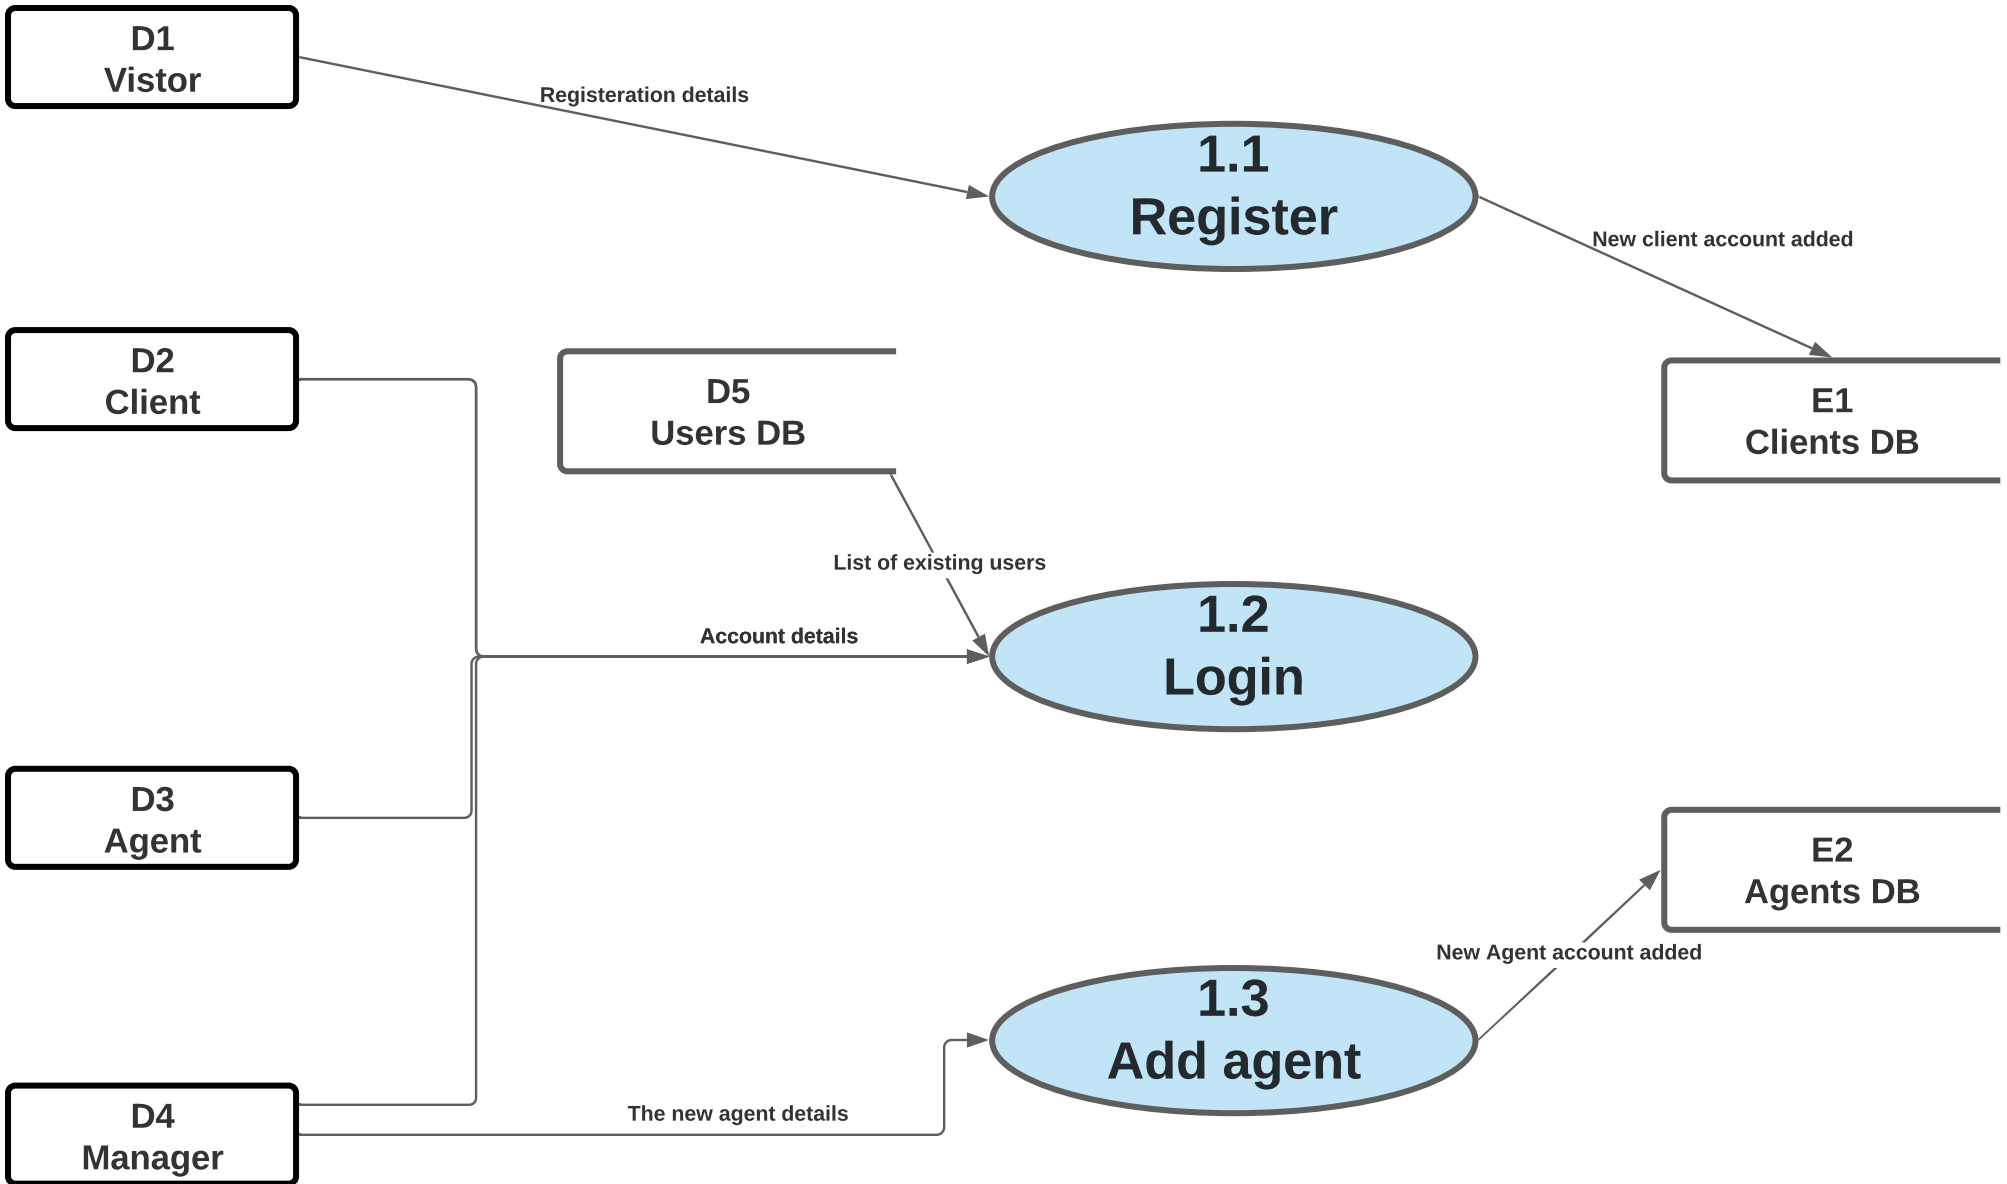 D1
Vistor
Registeration details
1.1
Register
New client account added
D2
Client
D5
Users DB
E1
Clients DB
List of existing users
1.2
Login
Account details
D3
Agent
E2
Agents DB
New Agent account added
1.3
Add agent
D4
Manager
The new agent details